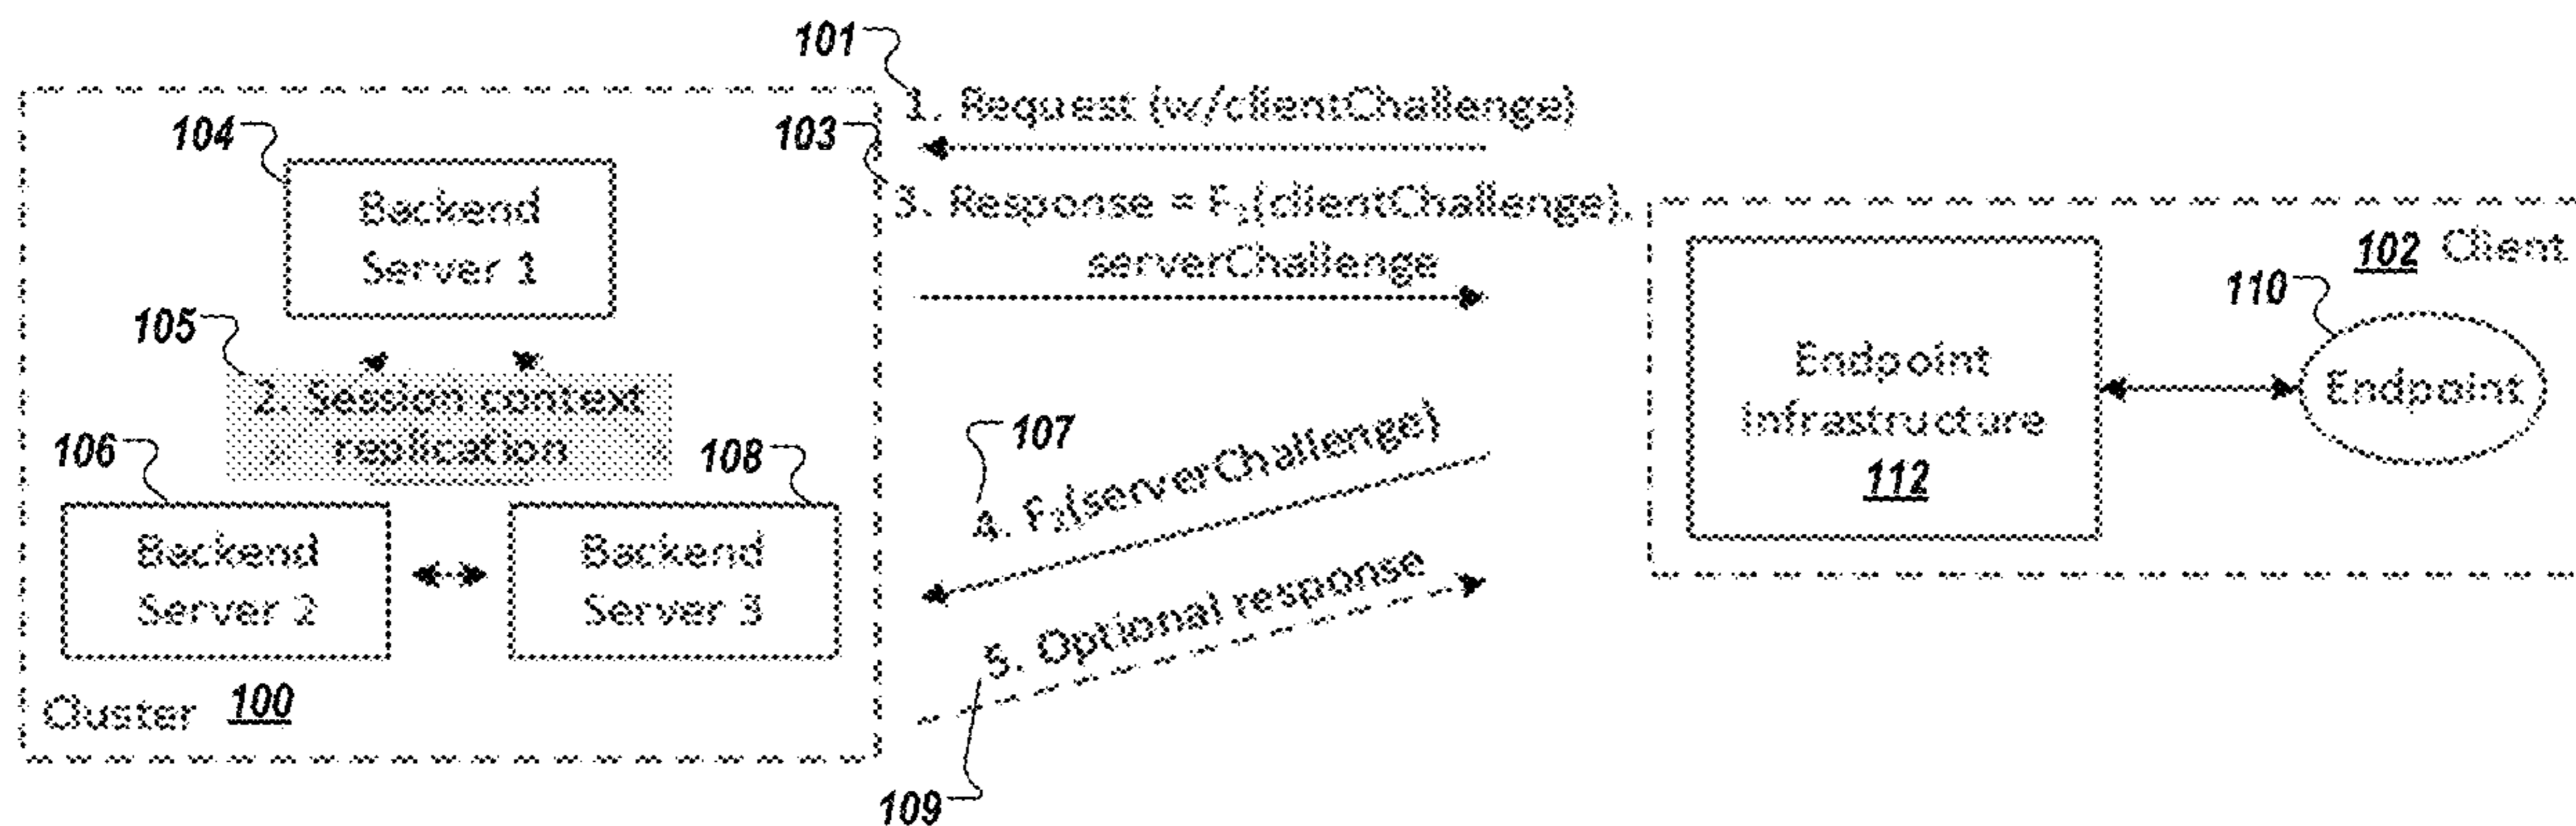 101
1. Request (w/clientChallenge)
104
103
3. Response = F₁(clientChallenge),
serverChallenge
Backend
Server 1
102 Client
110
105
2. Session context
replication
Endpoint
Infrastructure
112
Endpoint
107
4. F₂(serverChallenge)
106
108
Backend
Server 2
Backend
Server 3
5. Optional response
Cluster 100
109